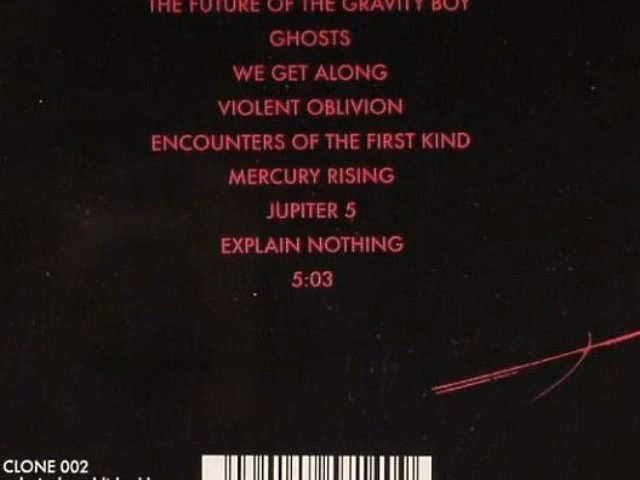 THE FUTURE OF THE GRAVITY BOY
GHOSTS
WE GET ALONG
VIOLENT OBLIVION
ENCOUNTERS OF THE FIRST KIND
MERCURY RISING
JUPITER 5
EXPLAIN NOTHING
5:03
CLONE 002